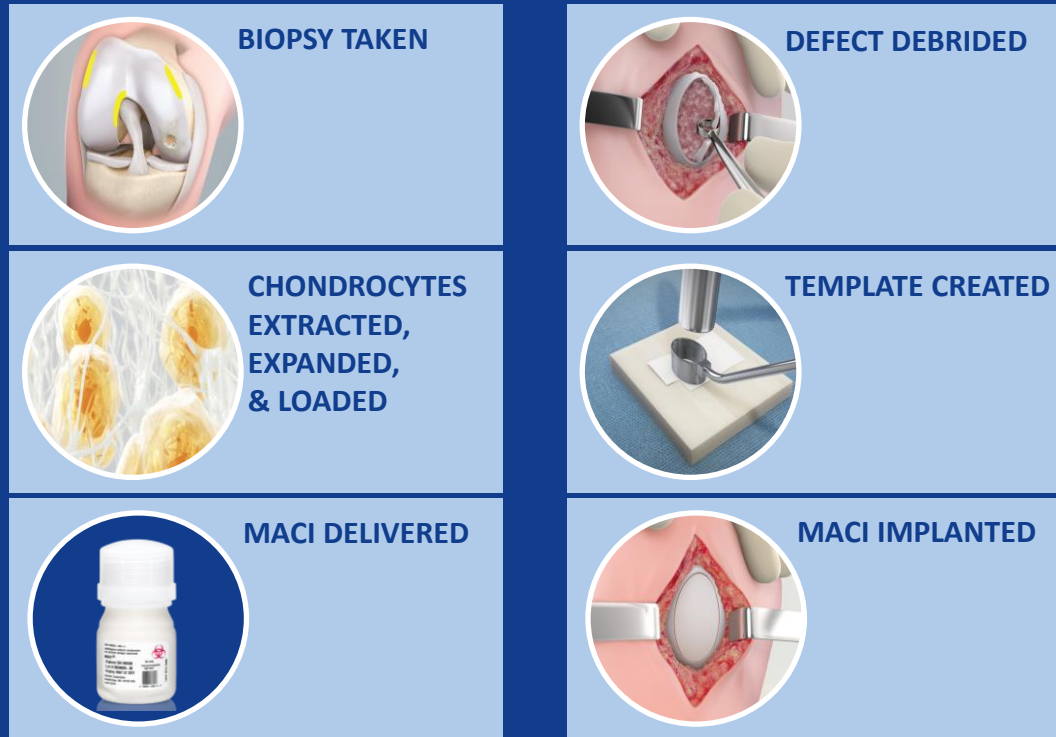 BIOPSY TAKEN
CHONDROCYTES
EXTRACTED,
EXPANDED,
& LOADED
MACI DELIVERED
DEFECT DEBRIDED
TEMPLATE CREATED
MACI IMPLANTED